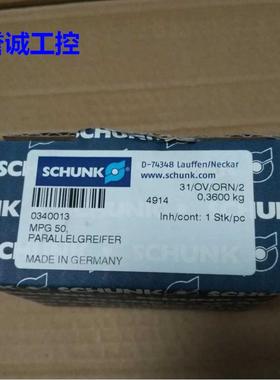 誉诚工控
SCHUNK
D-74348 Lauffen/Neckar
www.schunk.com
31/OV/ORN/2
4914 0,3600 kg
0340013
Inh/cont: 1 Stk/pc
MPG 50,
PARALLELGREIFER
MADE IN GERMANY